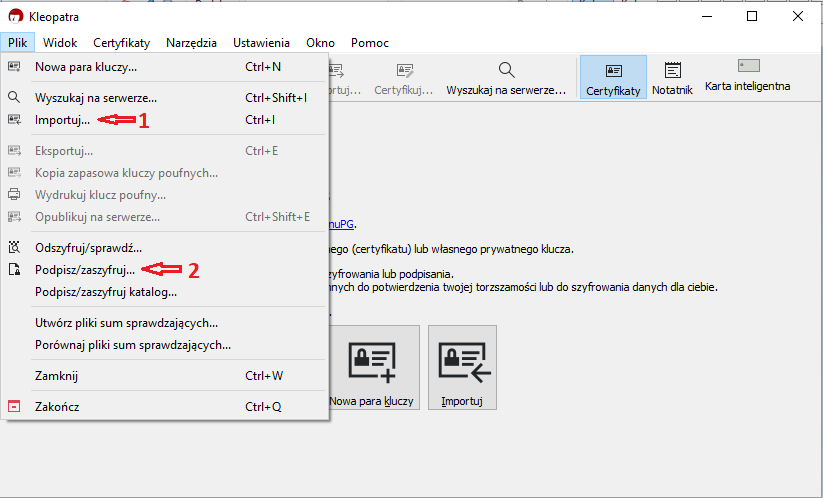 Kleopatra
Plik Widok Certyfikaty Narzędzia Ustawienia Okno Pomoc
Nowa para kluczy... Ctrl+N
Wyszukaj na serwerze... Ctrl+Shift+I
Importuj... 1 Ctrl+I
Eksportuj... Ctrl+E
Kopia zapasowa kluczy poufnych...
Wydrukuj klucz poufny...
Opublikuj na serwerze... Ctrl+Shift+E
Odszyfruj/sprawdź...
Podpisz/zaszyfruj... 2
Podpisz/zaszyfruj katalog...
Utwórz pliki sum sprawdzających...
Porównaj pliki sum sprawdzających...
Zamknij Ctrl+W
Zakończ Ctrl+Q
ortuj... Certyfikuj... Wyszukaj na serwerze... Certyfikaty Notatnik Karta inteligentna
nuPG.
nego (certyfikatu) lub własnego prywatnego klucza.
zyfrowania lub podpisania.
nnych do potwierdzenia twojej torzszamości lub do szyfrowania danych dla ciebie.
Nowa para kluczy Importuj